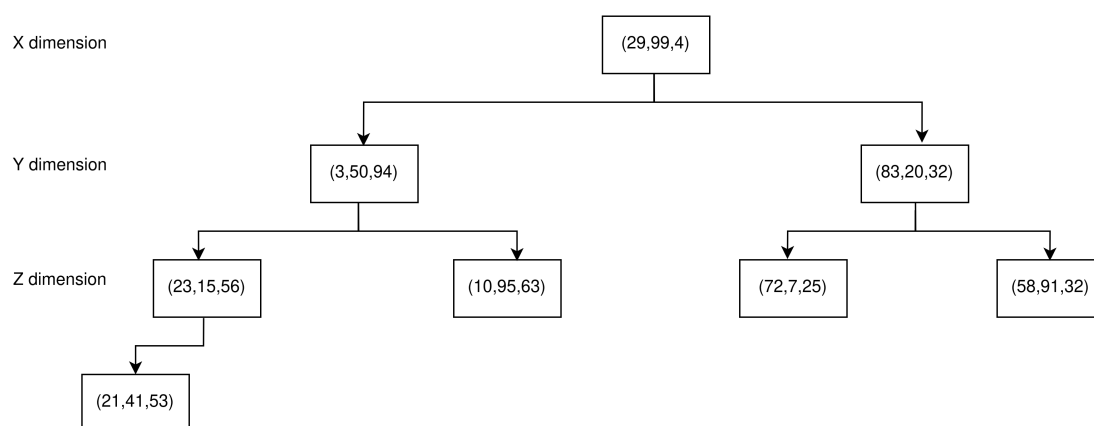 X dimension
(29,99,4)
Y dimension
(3,50,94)
(83,20,32)
Z dimension
(23,15,56)
(10,95,63)
(72,7,25)
(58,91,32)
(21,41,53)